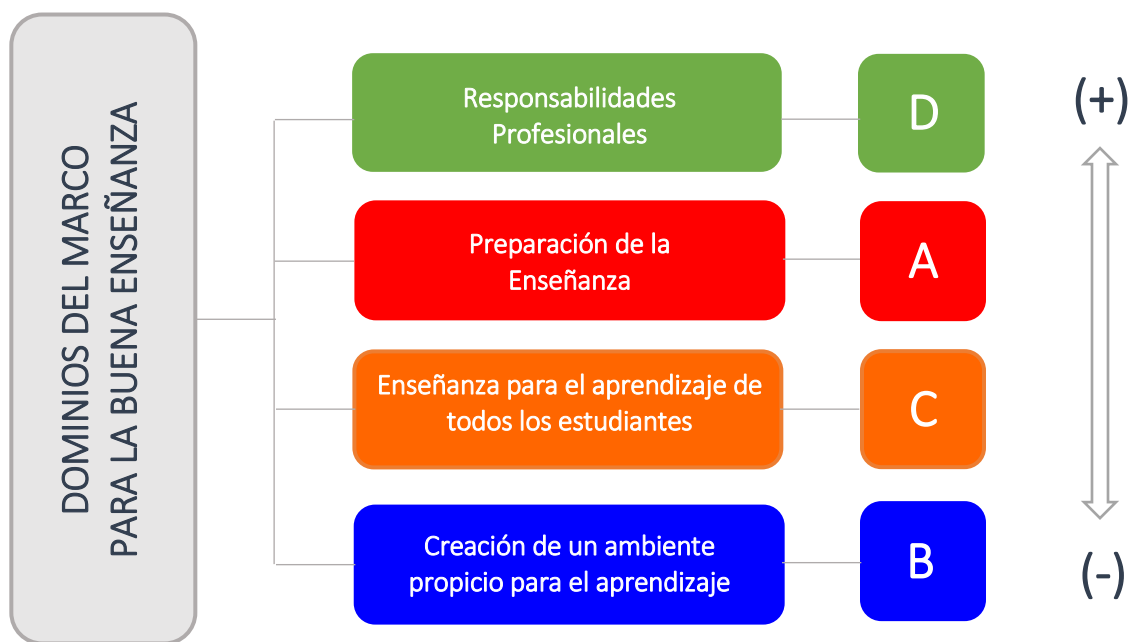 DOMINIOS DEL MARCO
PARA LA BUENA ENSEÑANZA
Responsabilidades
Profesionales
D
(+)
Preparación de la
Enseñanza
A
Enseñanza para el aprendizaje de
todos los estudiantes
C
Creación de un ambiente
propicio para el aprendizaje
B
(-)